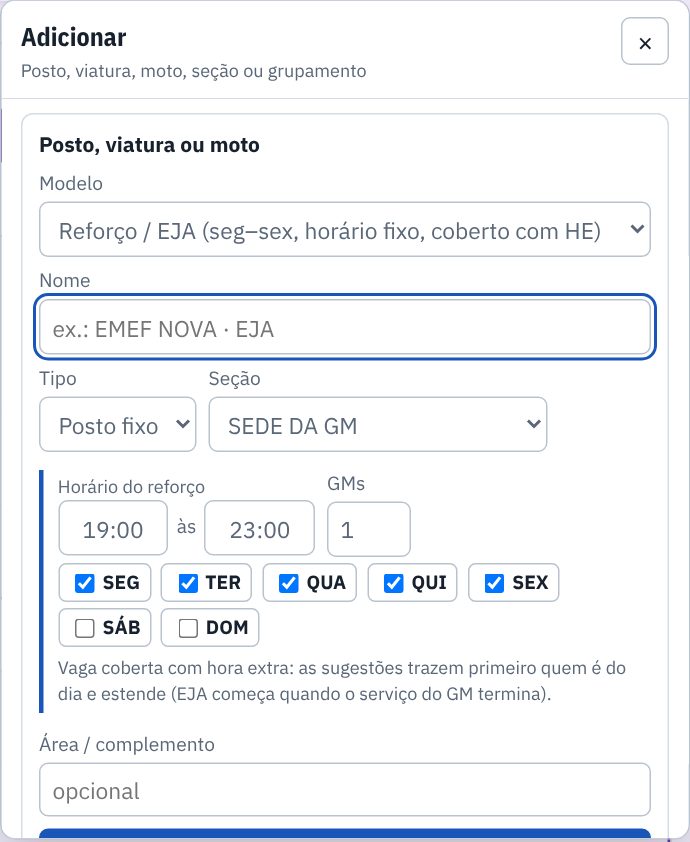 Adicionar
×
Posto, viatura, moto, seção ou grupamento
Posto, viatura ou moto
Modelo
Reforço / EJA (seg–sex, horário fixo, coberto com HE)
Nome
ex.: EMEF NOVA · EJA
Tipo
Seção
Posto fixo
SEDE DA GM
Horário do reforço
GMs
19:00 às 23:00 1
SEG TER QUA QUI SEX
SÁB DOM
Vaga coberta com hora extra: as sugestões trazem primeiro quem é do
dia e estende (EJA começa quando o serviço do GM termina).
Área / complemento
opcional